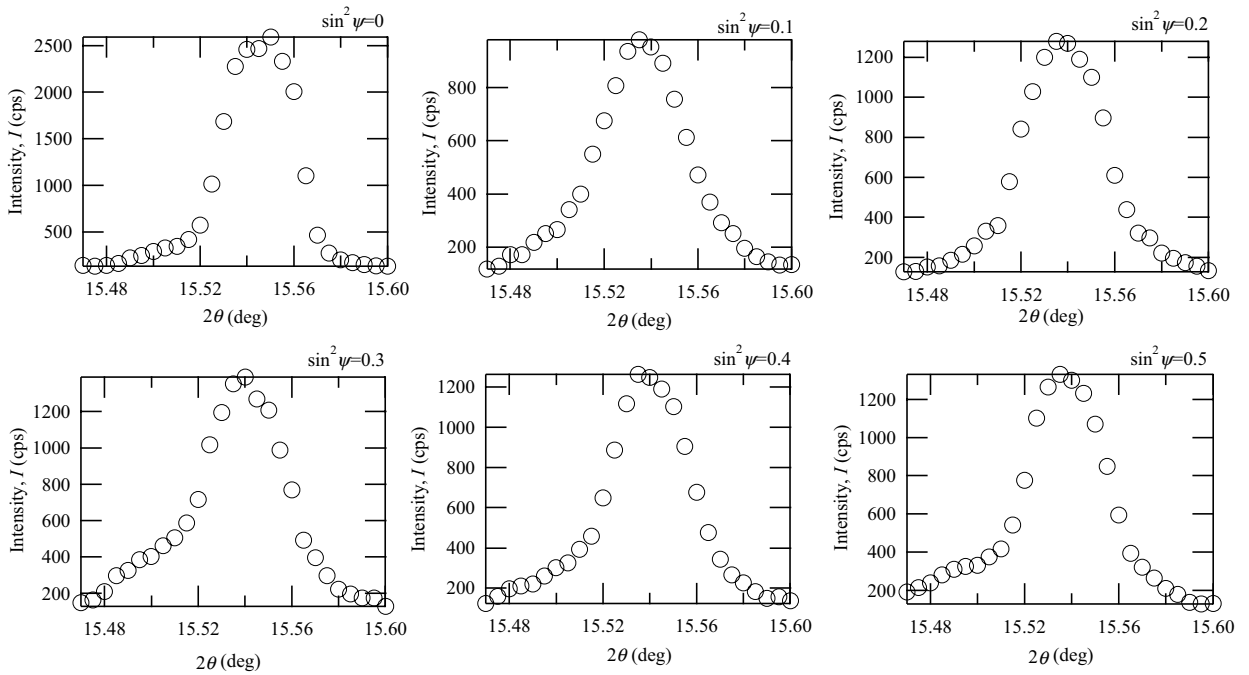 sin² ψ=0
2500
2000
1500
1000
500
Intensity, I (cps)
15.48 15.52 15.56 15.60
2θ (deg)
sin² ψ=0.1
800
600
400
200
Intensity, I (cps)
15.48 15.52 15.56 15.60
2θ (deg)
sin² ψ=0.2
1200
1000
800
600
400
200
Intensity, I (cps)
15.48 15.52 15.56 15.60
2θ (deg)
sin² ψ=0.3
1200
1000
800
600
400
200
Intensity, I (cps)
15.48 15.52 15.56 15.60
2θ (deg)
sin² ψ=0.4
1200
1000
800
600
400
200
Intensity, I (cps)
15.48 15.52 15.56 15.60
2θ (deg)
sin² ψ=0.5
1200
1000
800
600
400
200
Intensity, I (cps)
15.48 15.52 15.56 15.60
2θ (deg)